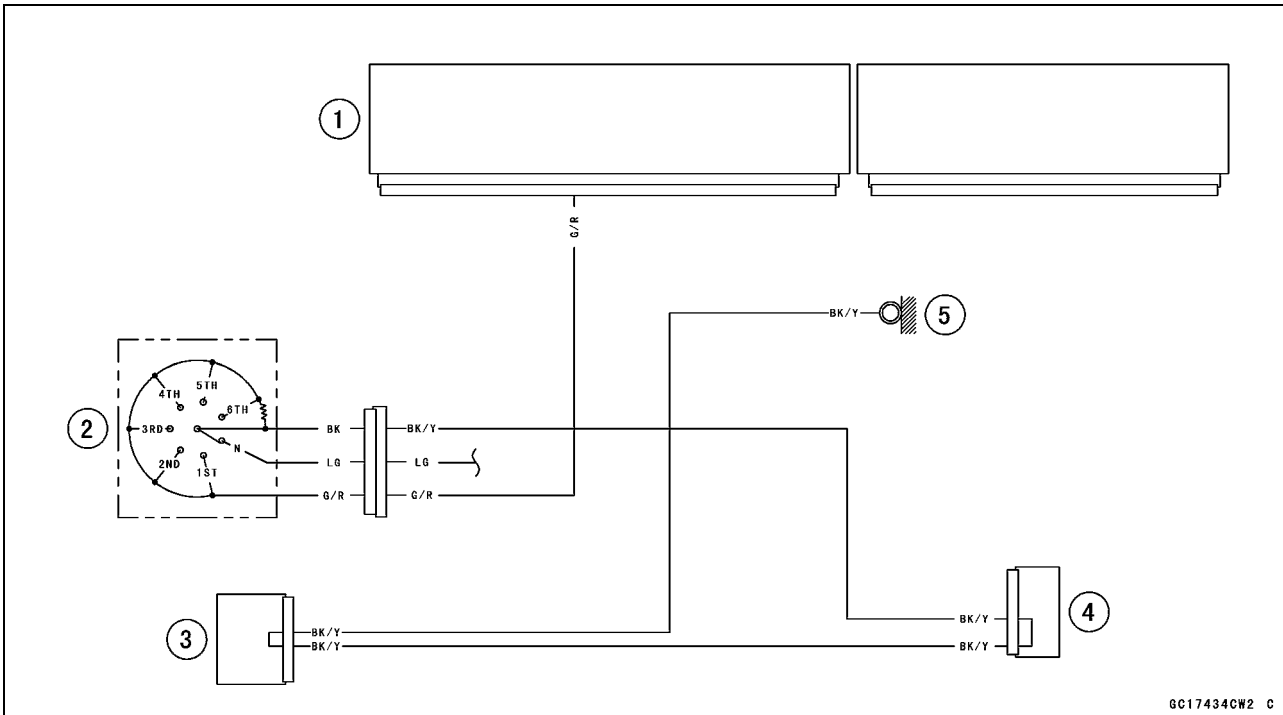 1
G/R
BK/Y
5
5TH
4TH
6TH
2
3RD
BK
BK/Y
N
LG
LG
2ND
1ST
G/R
G/R
4
BK/Y
3
BK/Y
BK/Y
BK/Y
GC17434CW2 C